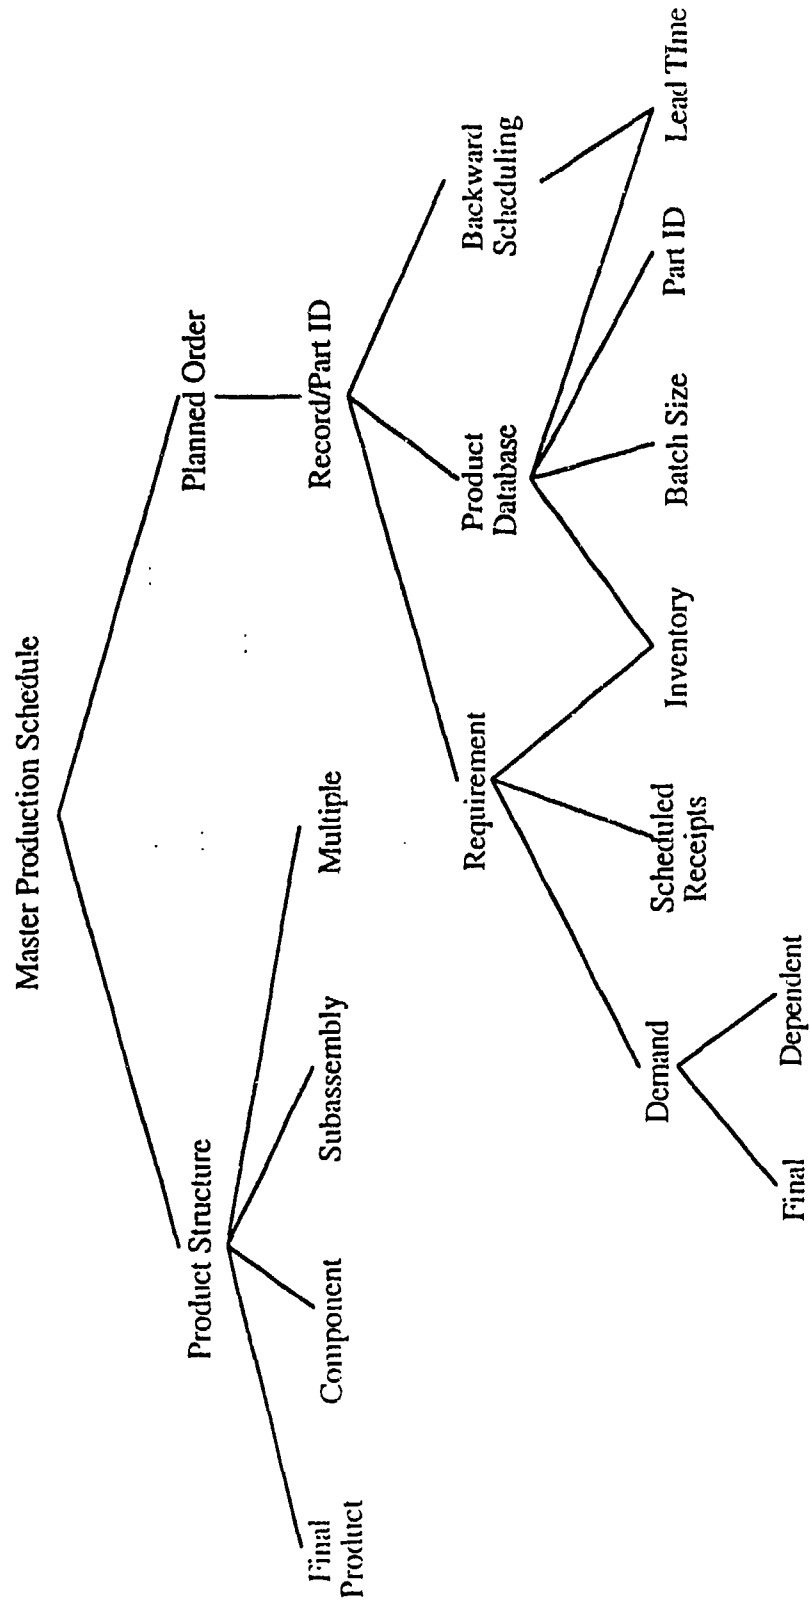 Master Production Schedule
Product Structure
Planned Order
Final
Product
Component
Subassembly
Multiple
Record/Part ID
Requirement
Product
Database
Backward
Scheduling
Demand
Scheduled
Receipts
Inventory
Batch Size
Part ID
Lead Time
Final
Dependent